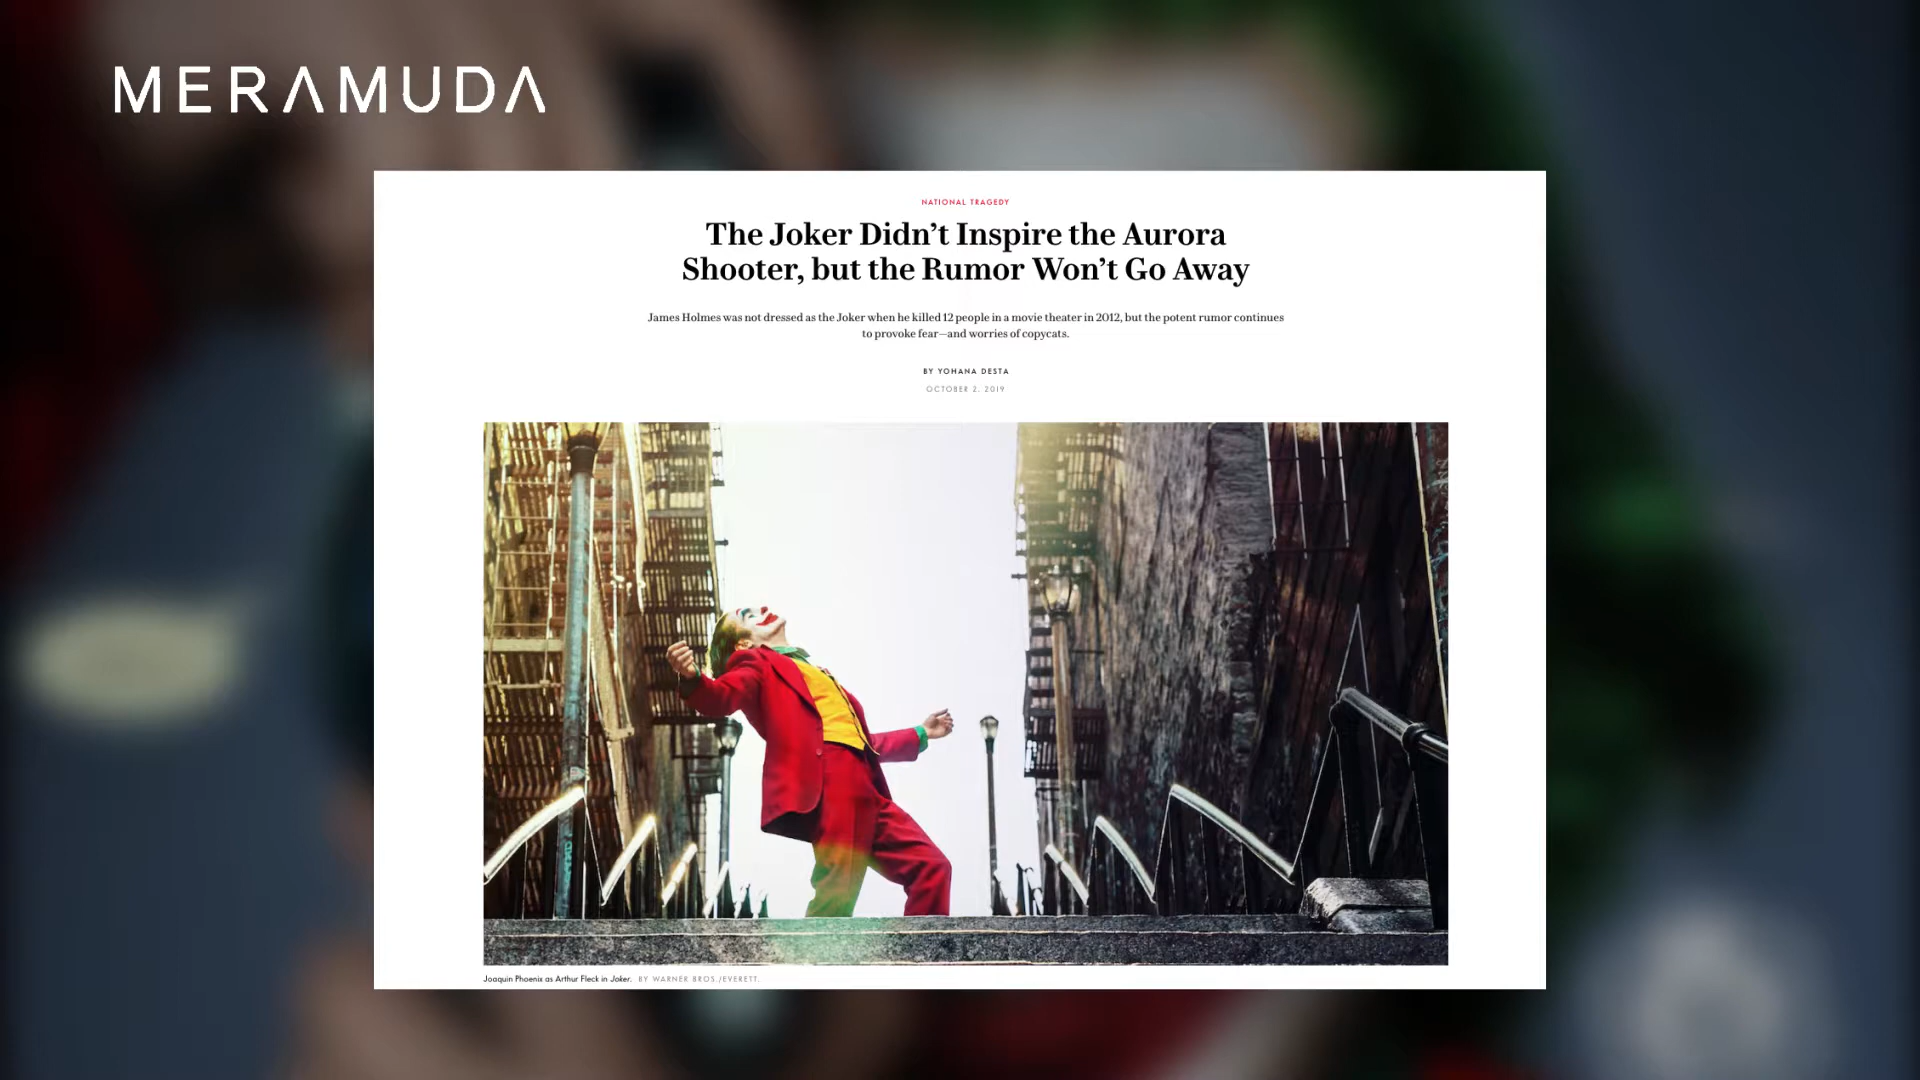 MERAMUDA
NATIONAL TRAGEDY
The Joker Didn’t Inspire the Aurora
Shooter, but the Rumor Won’t Go Away
James Holmes was not dressed as the Joker when he killed 12 people in a movie theater in 2012, but the potent rumor continues
to provoke fear—and worries of copycats.
BY YOHANA DESTA
OCTOBER 2, 2019
Joaquin Phoenix as Arthur Fleck in Joker. BY WARNER BROS./EVERETT.